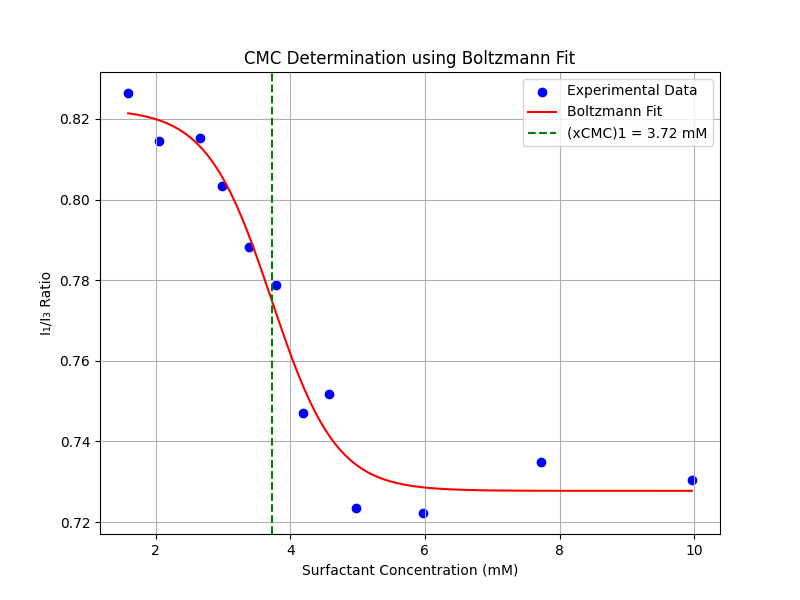 CMC Determination using Boltzmann Fit
Experimental Data
Boltzmann Fit
(xCMC)1 = 3.72 mM
I₁/I₃ Ratio
0.82
0.80
0.78
0.76
0.74
0.72
2 4 6 8 10
Surfactant Concentration (mM)